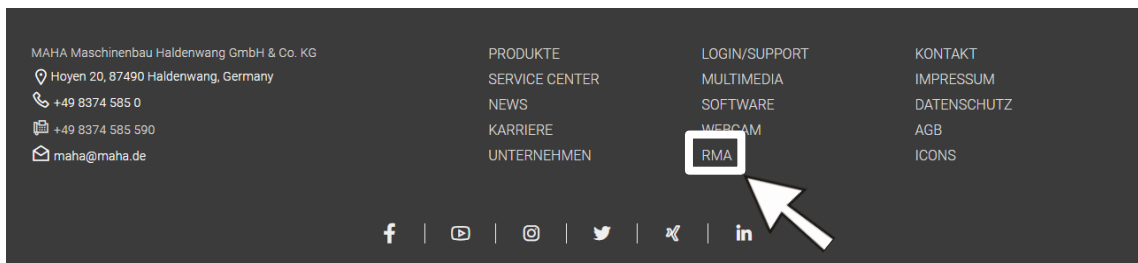 MAHA Maschinenbau Haldenwang GmbH & Co. KG
Hoyen 20, 87490 Haldenwang, Germany
+49 8374 585 0
+49 8374 585 590
maha@maha.de
PRODUKTE
SERVICE CENTER
NEWS
KARRIERE
UNTERNEHMEN
LOGIN/SUPPORT
MULTIMEDIA
SOFTWARE
WEBCAM
RMA
KONTAKT
IMPRESSUM
DATENSCHUTZ
AGB
ICONS